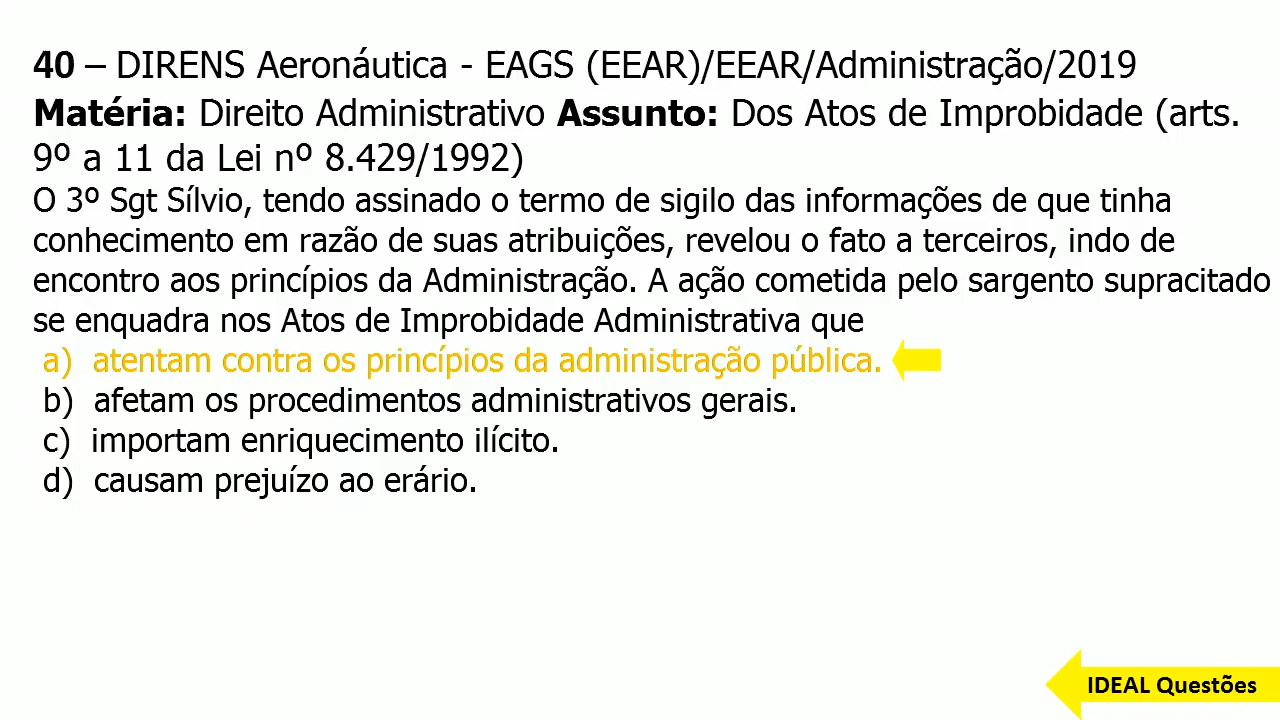 40 – DIRENS Aeronáutica - EAGS (EEAR)/EEAR/Administração/2019
Matéria: Direito Administrativo Assunto: Dos Atos de Improbidade (arts.
9º a 11 da Lei nº 8.429/1992)
O 3º Sgt Sílvio, tendo assinado o termo de sigilo das informações de que tinha
conhecimento em razão de suas atribuições, revelou o fato a terceiros, indo de
encontro aos princípios da Administração. A ação cometida pelo sargento supracitado
se enquadra nos Atos de Improbidade Administrativa que
a) atentam contra os princípios da administração pública.
b) afetam os procedimentos administrativos gerais.
c) importam enriquecimento ilícito.
d) causam prejuízo ao erário.
IDEAL Questões